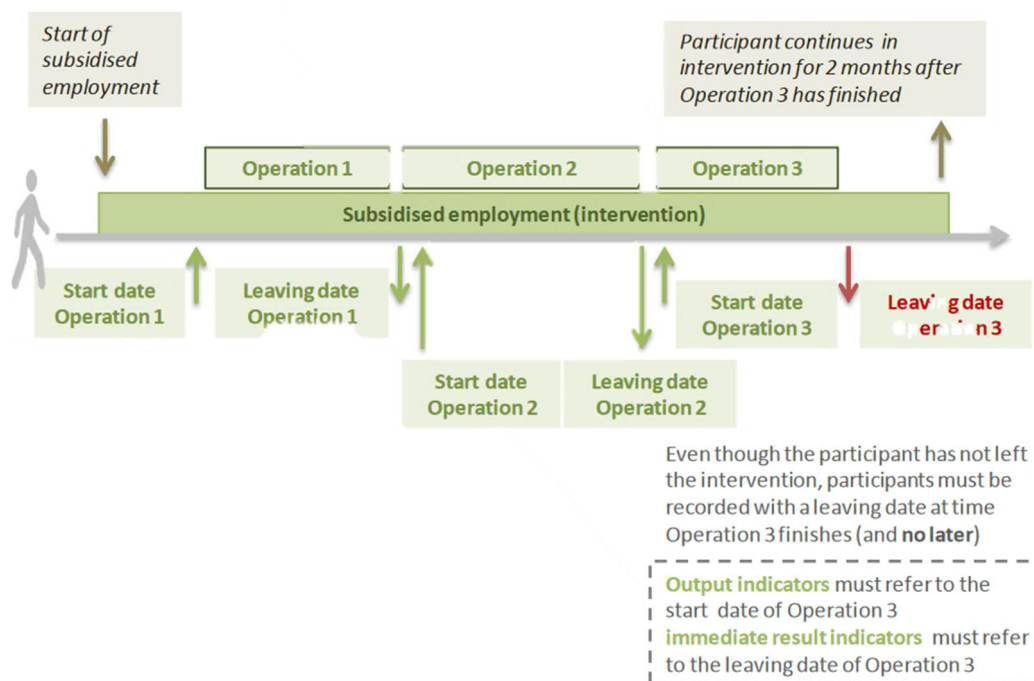 Start of
subsidised
employment
Participant continues in
intervention for 2 months after
Operation 3 has finished
Operation 1
Operation 2
Operation 3
Subsidised employment (intervention)
Start date
Operation 1
Leaving date
Operation 1
Start date
Operation 3
Leaving date
3
Start date
Operation 2
Leaving date
Operation 2
Even though the participant has not left
the intervention, participants must be
recorded with a leaving date at time
Operation 3 finishes (and no later)
Output indicators must refer to the
start date of Operation 3
immediate result indicators must refer
to the leaving date of Operation 3